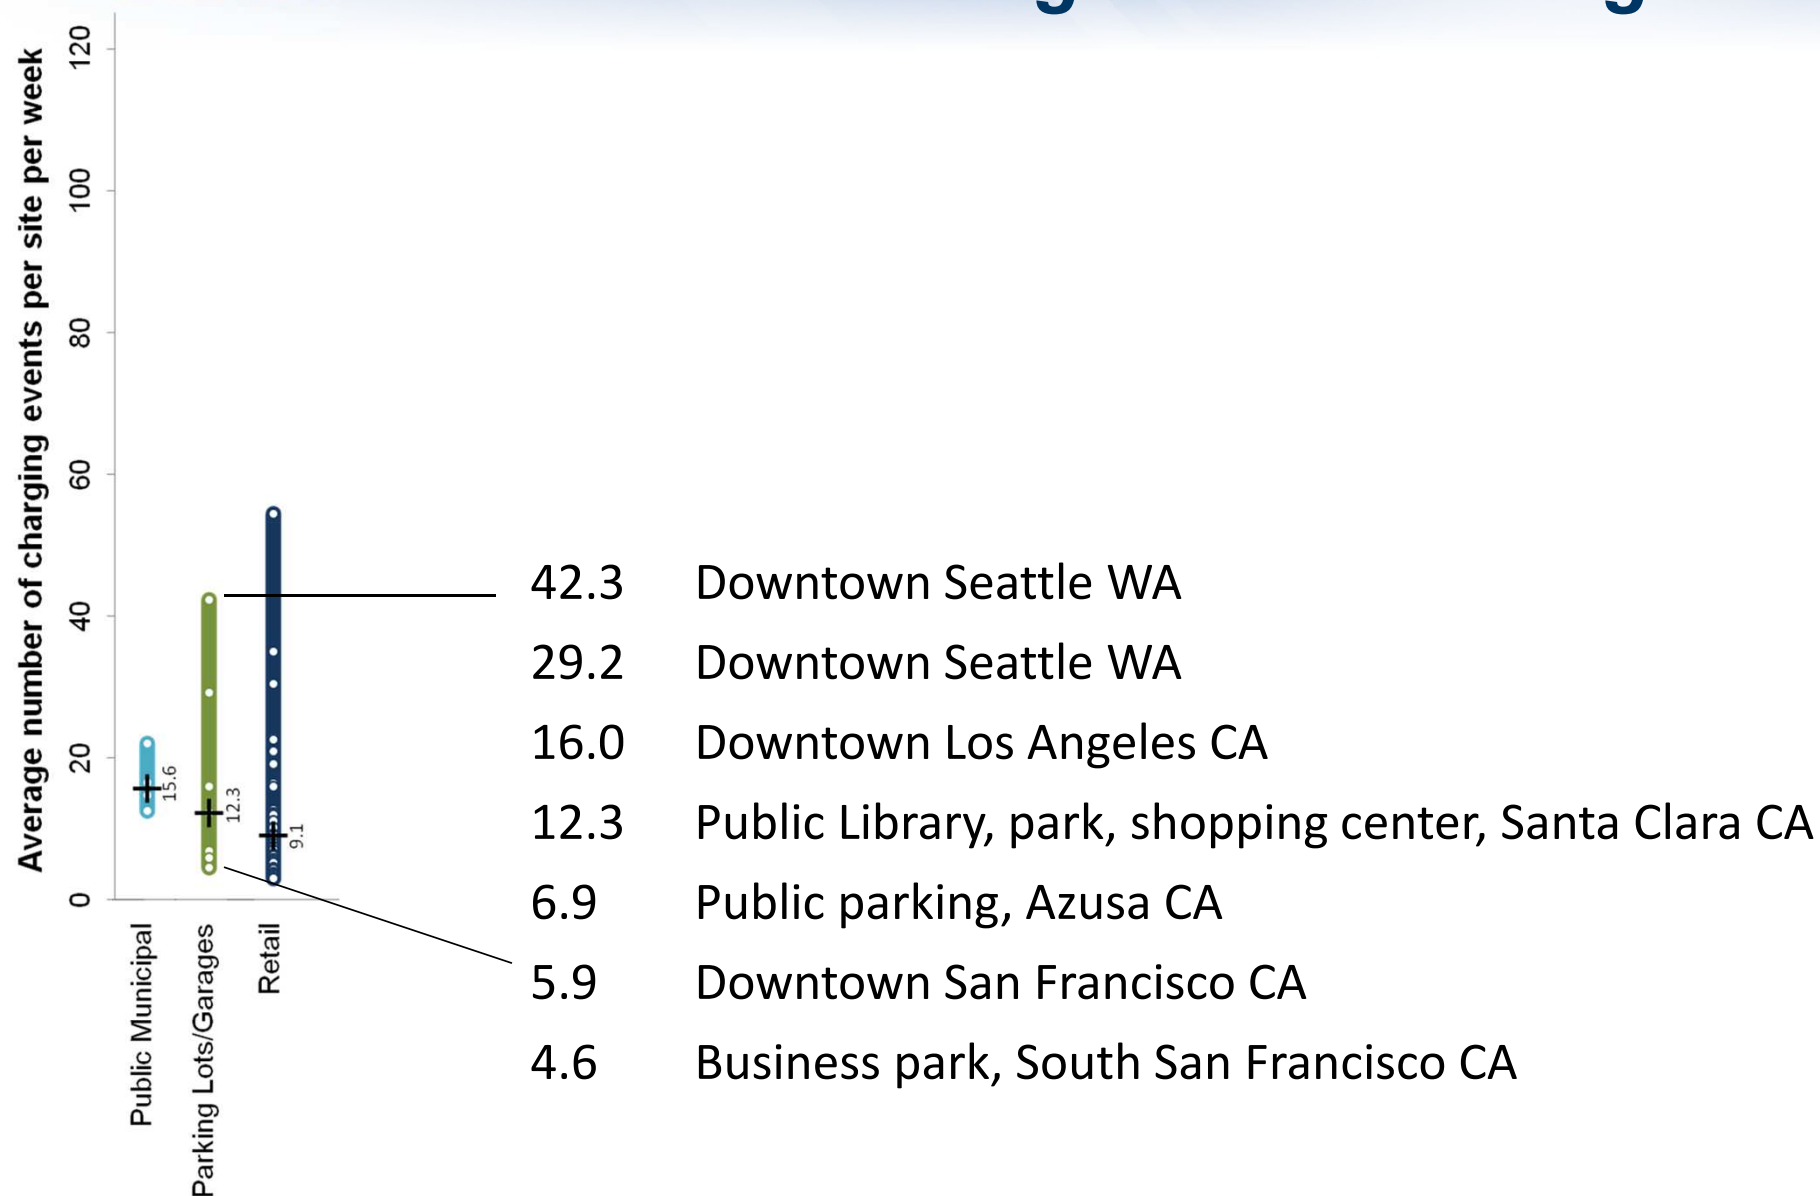 Average number of charging events per site per week
120
100
80
60
40
20
0
15.6
12.3
9.1
Public Municipal
Parking Lots/Garages
Retail
42.3 Downtown Seattle WA
29.2 Downtown Seattle WA
16.0 Downtown Los Angeles CA
12.3 Public Library, park, shopping center, Santa Clara CA
6.9 Public parking, Azusa CA
5.9 Downtown San Francisco CA
4.6 Business park, South San Francisco CA